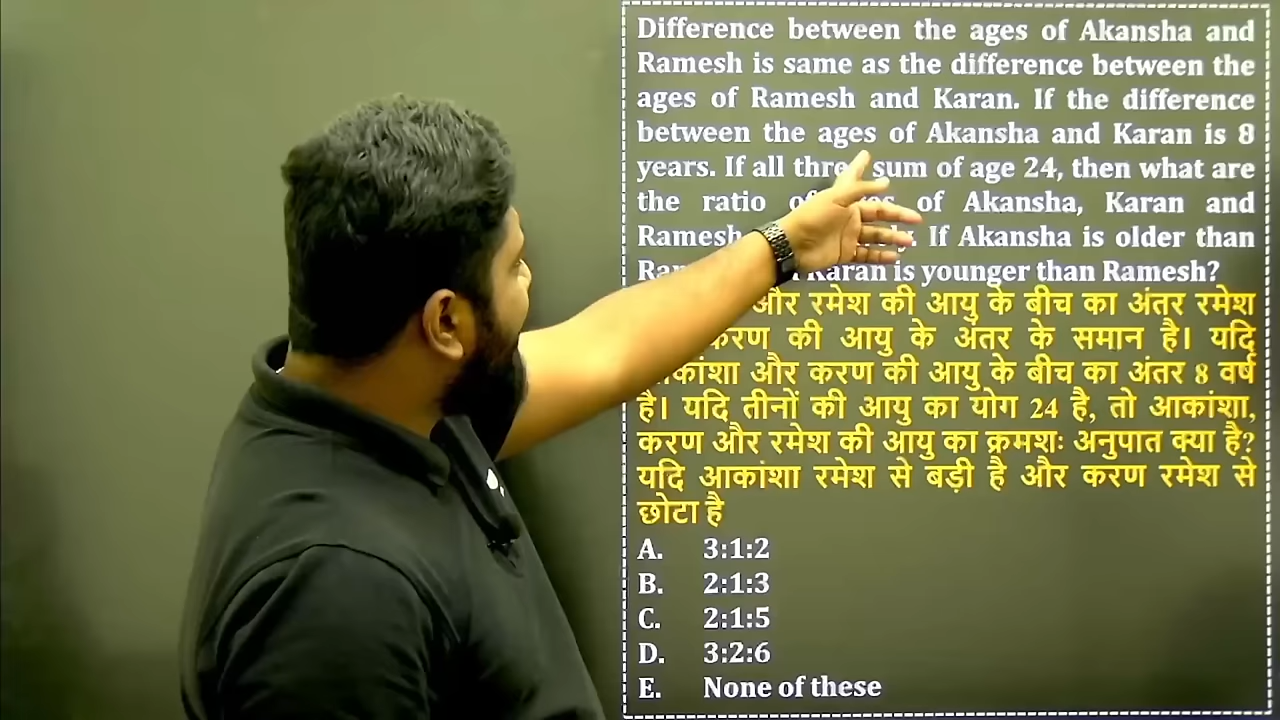 Difference between the ages of Akansha and
Ramesh is same as the difference between the
ages of Ramesh and Karan. If the difference
between the ages of Akansha and Karan is 8
years. If all sum of age 24, then what are
the ratio of Akansha, Karan and
Ramesh If Akansha is older than
Karan is younger than Ramesh?
और रमेश की आयु के बीच का अंतर रमेश
करण की आयु के अंतर के समान है। यदि
और करण की आयु के बीच का अंतर 8 वर्ष
है। यदि तीनों की आयु का योग 24 है, तो आकांशा,
करण और रमेश की आयु का क्रमशः अनुपात क्या है?
यदि आकांशा रमेश से बड़ी है और करण रमेश से
छोटा है
A. 3:1:2
B. 2:1:3
C. 2:1:5
D. 3:2:6
E. None of these